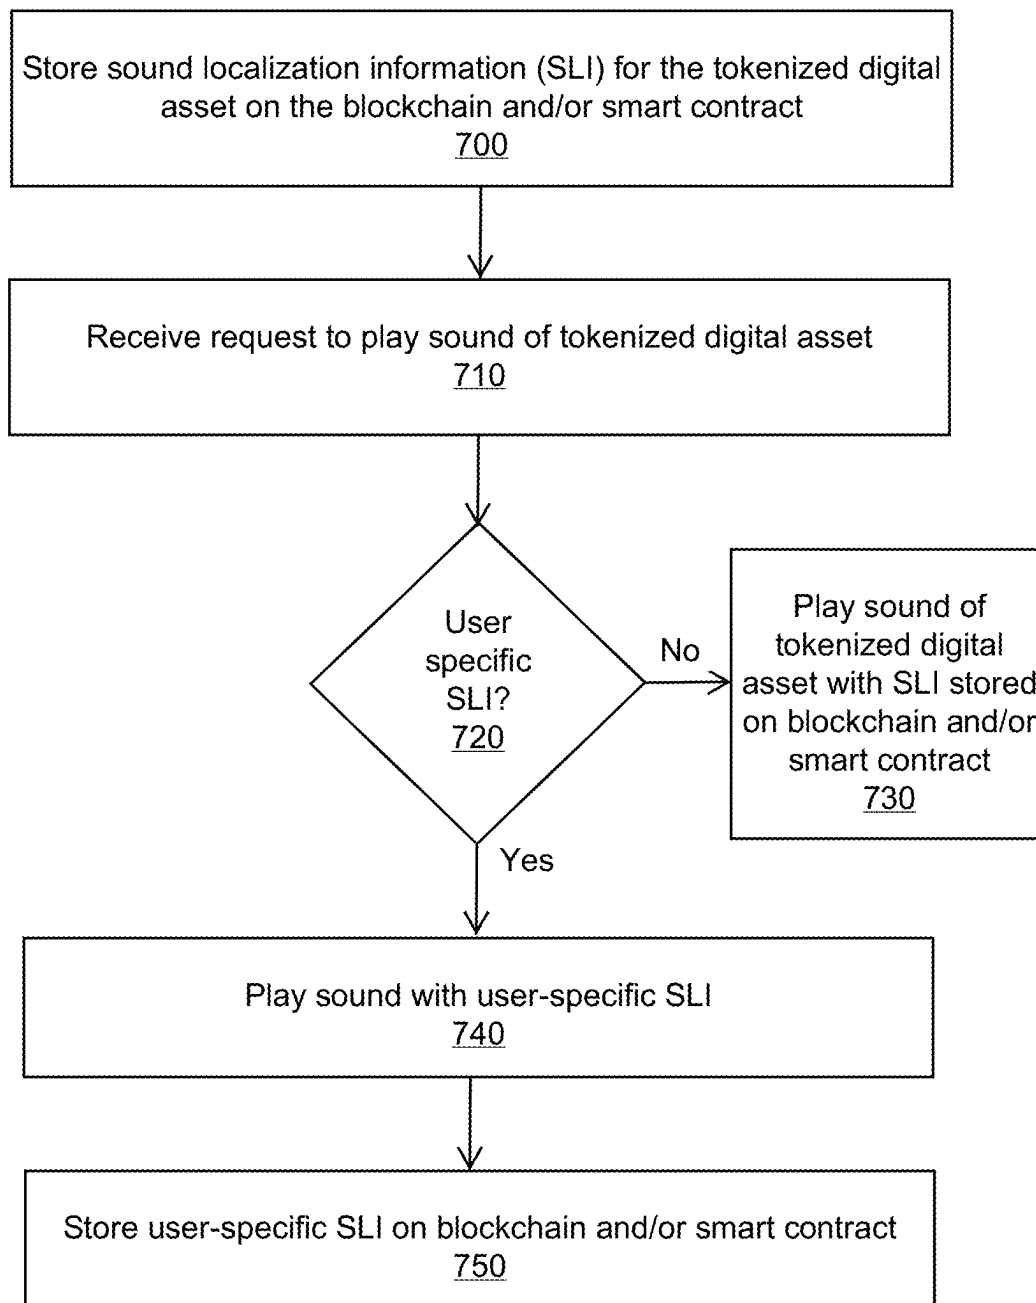 Store sound localization information (SLI) for the tokenized digital
asset on the blockchain and/or smart contract
700
Receive request to play sound of tokenized digital asset
710
User
specific
SLI?
720
No
Play sound of
tokenized digital
asset with SLI stored
on blockchain and/or
smart contract
730
Yes
Play sound with user-specific SLI
740
Store user-specific SLI on blockchain and/or smart contract
750